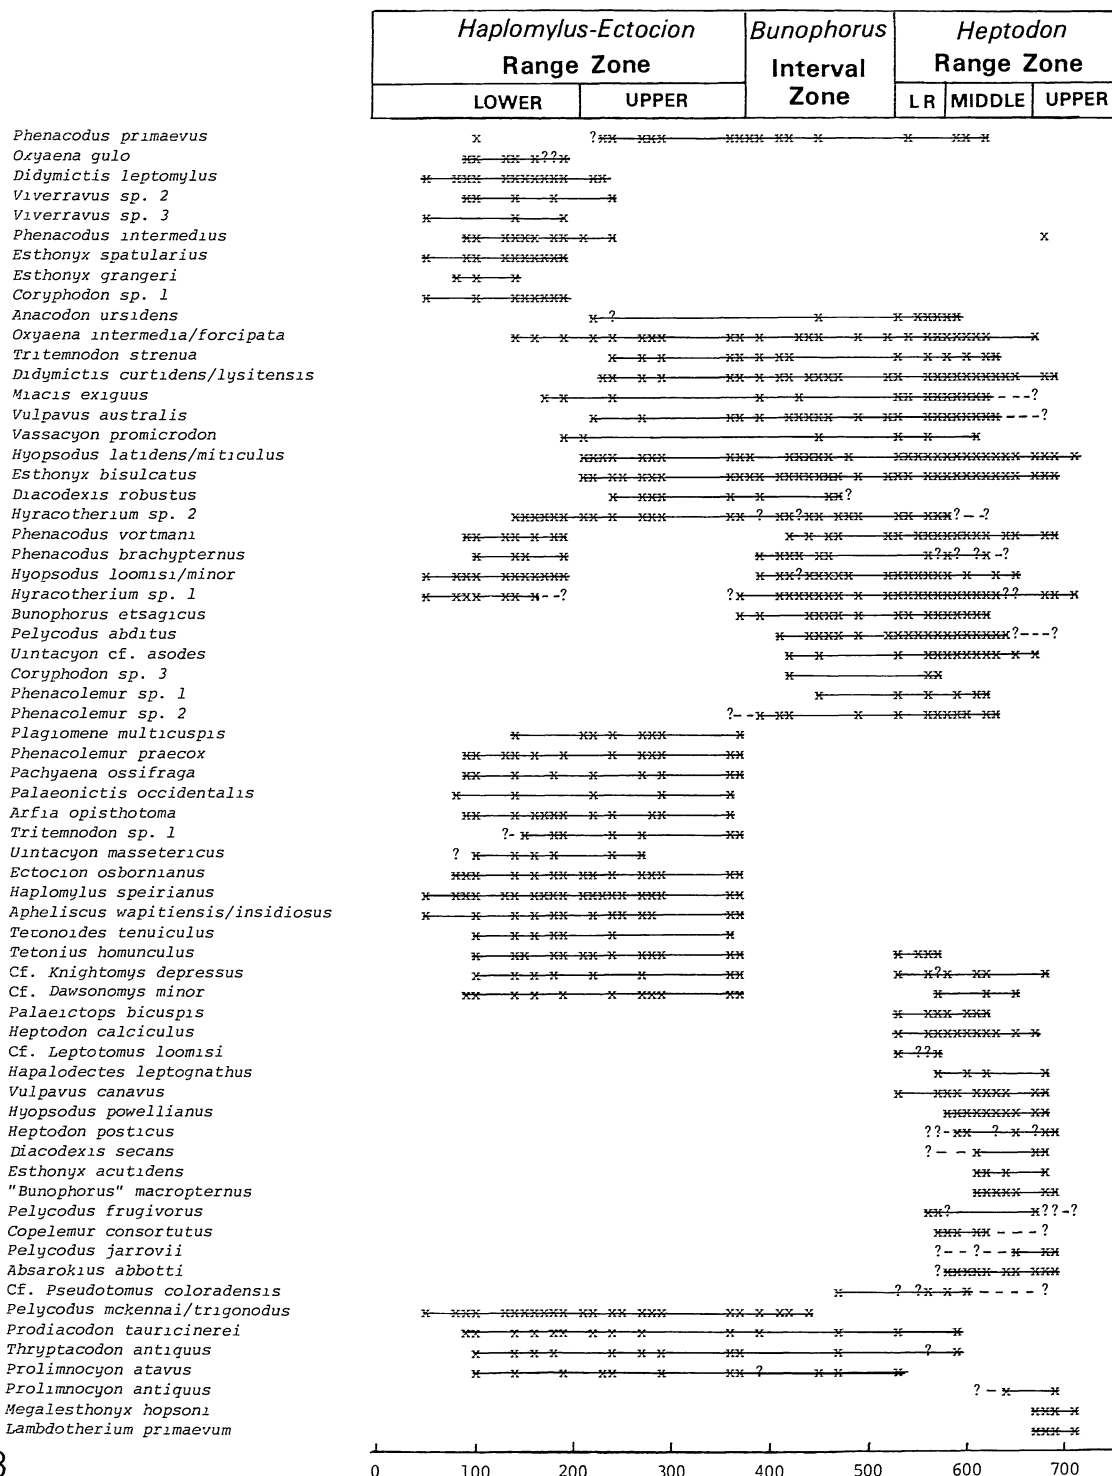 Haplomylus-Ectocion Bunophorus Heptodon
Range Zone Interval Range Zone
LOWER UPPER Zone LR MIDDLE UPPER
Phenacodus primaevus
Oxyaena gulo
Didymictis leptomylus
Viverravus sp. 2
Viverravus sp. 3
Phenacodus intermedius
Esthonyx spatularius
Esthonyx grangeri
Coryphodon sp. 1
Anacodon ursidens
Oxyaena intermedia/forcipata
Tritemnodon strenua
Didymictis curtidens/lysitensis
Miacis exiguus
Vulpavus australis
Vassacyon promicrodon
Hyopsodus latidens/miticulus
Esthonyx bisulcatus
Diacodexis robustus
Hyracotherium sp. 2
Phenacodus vortmani
Phenacodus brachypternus
Hyopsodus loomisi/minor
Hyracotherium sp. 1
Bunophorus etsagicus
Pelycodus abditus
Uintacyon cf. asodes
Coryphodon sp. 3
Phenacolemur sp. 1
Phenacolemur sp. 2
Plagiomene multicuspis
Phenacolemur praecox
Pachyaena ossifraga
Palaeonictis occidentalis
Arfia opisthotoma
Tritemnodon sp. 1
Uintacyon massetericus
Ectocion osbornianus
Haplomylus speirianus
Apheliscus wapitiensis/insidiosus
Tetonoides tenuiculus
Tetonius homunculus
Cf. Knightomys depressus
Cf. Dawsonomys minor
Palaeictops bicuspis
Heptodon calciculus
Cf. Leptotomus loomisi
Hapalodectes leptognathus
Vulpavus canavus
Hyopsodus powellianus
Heptodon posticus
Diacodexis secans
Esthonyx acutidens
"Bunophorus" macropternus
Pelycodus frugivorus
Copelemur consortutus
Pelycodus jarrovii
Absarokius abbotti
Cf. Pseudotomus coloradensis
Pelycodus mckennai/trigonodus
Prodiacodon tauricinerei
Thryptacodon antiquus
Prolimnocyon atavus
Prolimnocyon antiquus
Megalesthonyx hopsoni
Lambdotherium primaevum
0 100 200 300 400 500 600 700